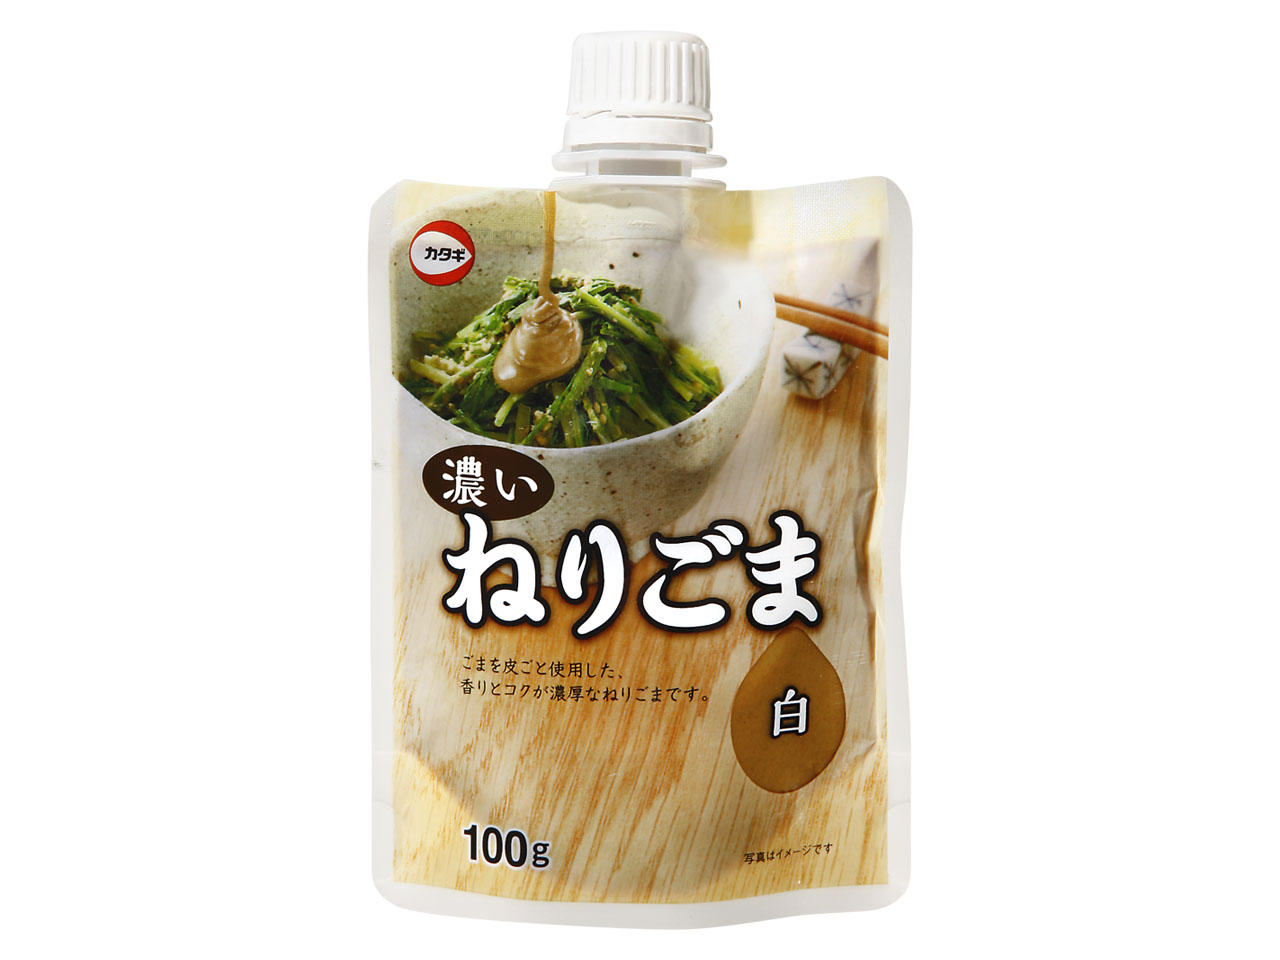 カタギ
濃い
ねりごま
ごまを皮ごと使用した、
香りとコクが濃厚なねりごまです。
白
100g
写真はイメージです